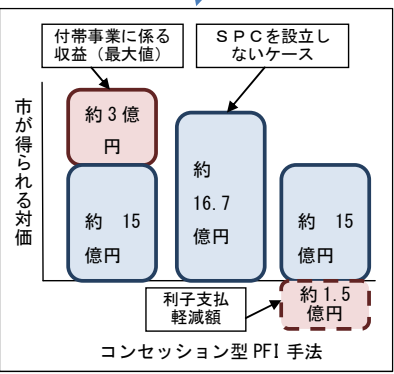 付帯事業に係る
収益（最大値）
ＳＰＣを設立し
ないケース
市が得られる対価
約３億
円
約　15
億円
約
16.7
億円
約　15
億円
利子支払
軽減額
約1.5
億円
コンセッション型 PFI 手法